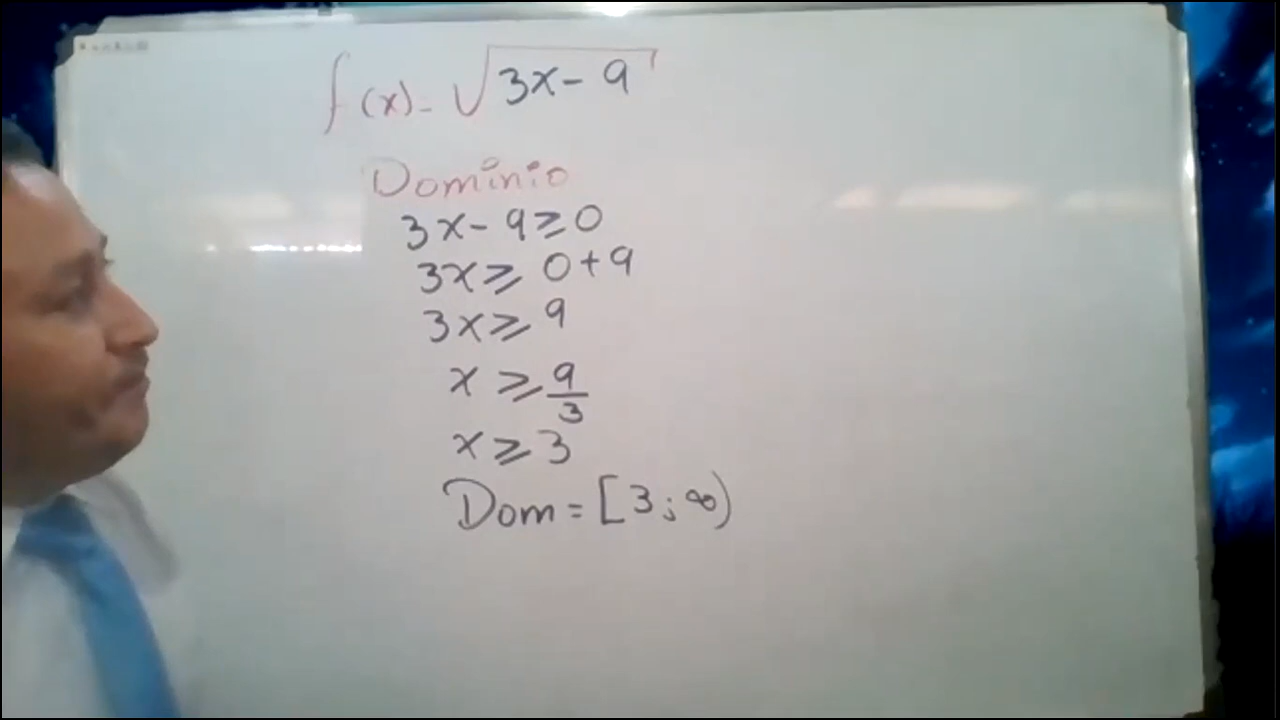 f(x) = √3x - 9
Dominio
3x - 9 ≥ 0
3x ≥ 0 + 9
3x ≥ 9
x ≥ 9/3
x ≥ 3
Dom = [3 ; ∞)